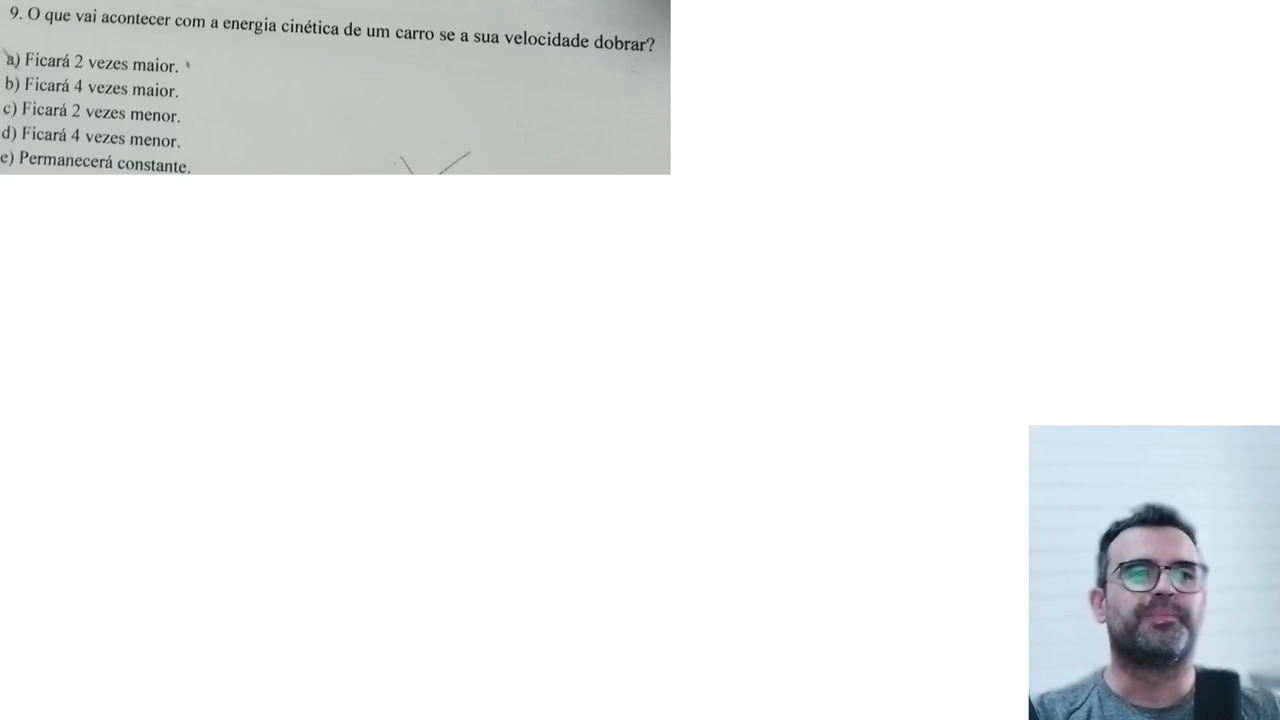 9. O que vai acontecer com a energia cinética de um carro se a sua velocidade dobrar?
a) Ficará 2 vezes maior.
b) Ficará 4 vezes maior.
c) Ficará 2 vezes menor.
d) Ficará 4 vezes menor.
e) Permanecerá constante.